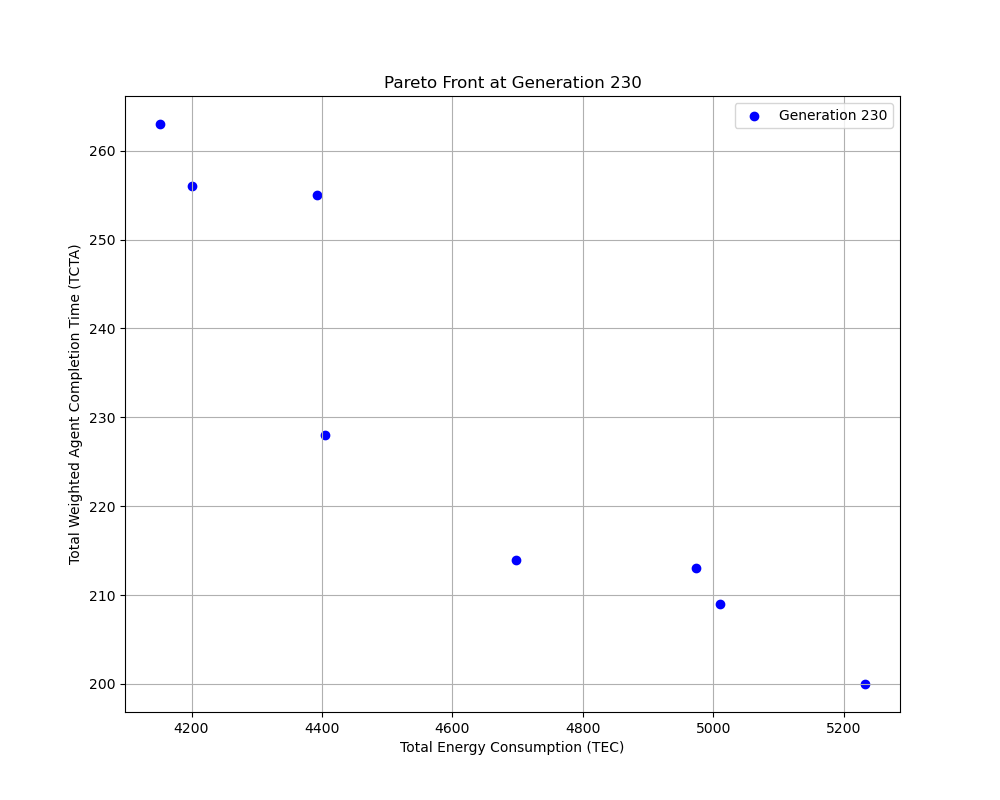 Pareto Front at Generation 230
Generation 230
Total Weighted Agent Completion Time (TCTA)
260
250
240
230
220
210
200
4200 4400 4600 4800 5000 5200
Total Energy Consumption (TEC)